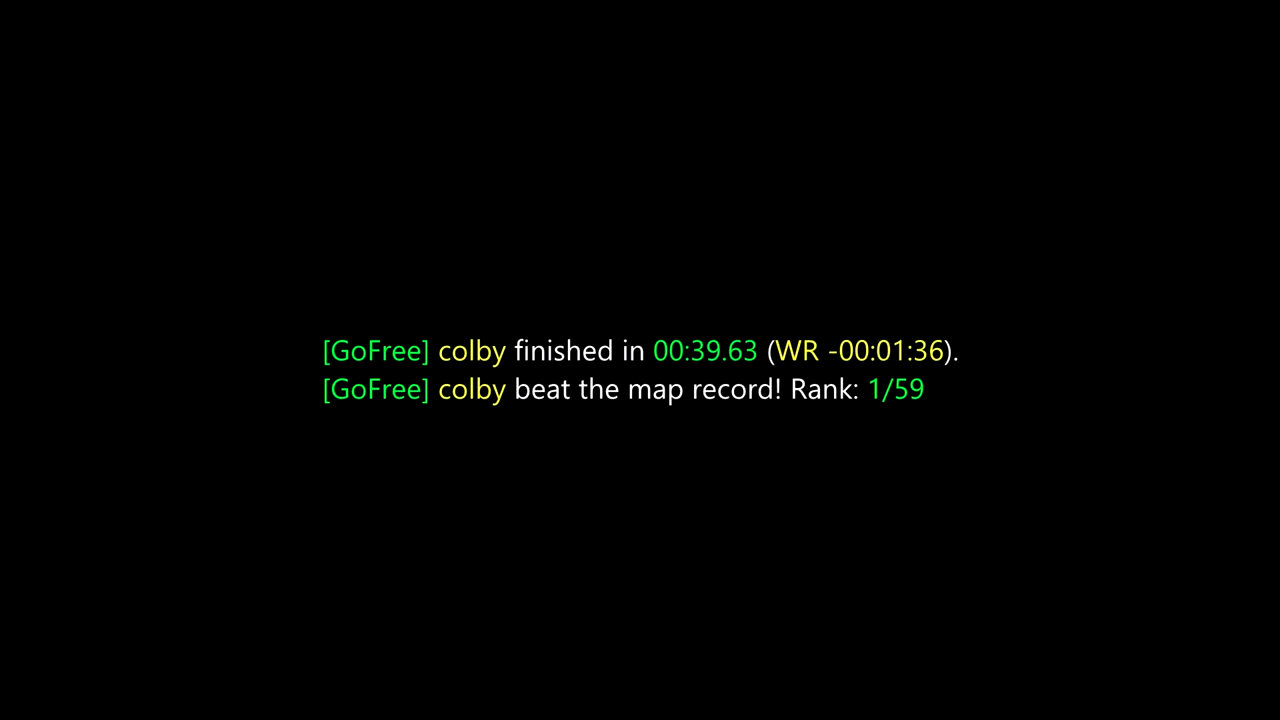 [GoFree] colby finished in 00:39.63 (WR -00:01:36).
[GoFree] colby beat the map record! Rank: 1/59